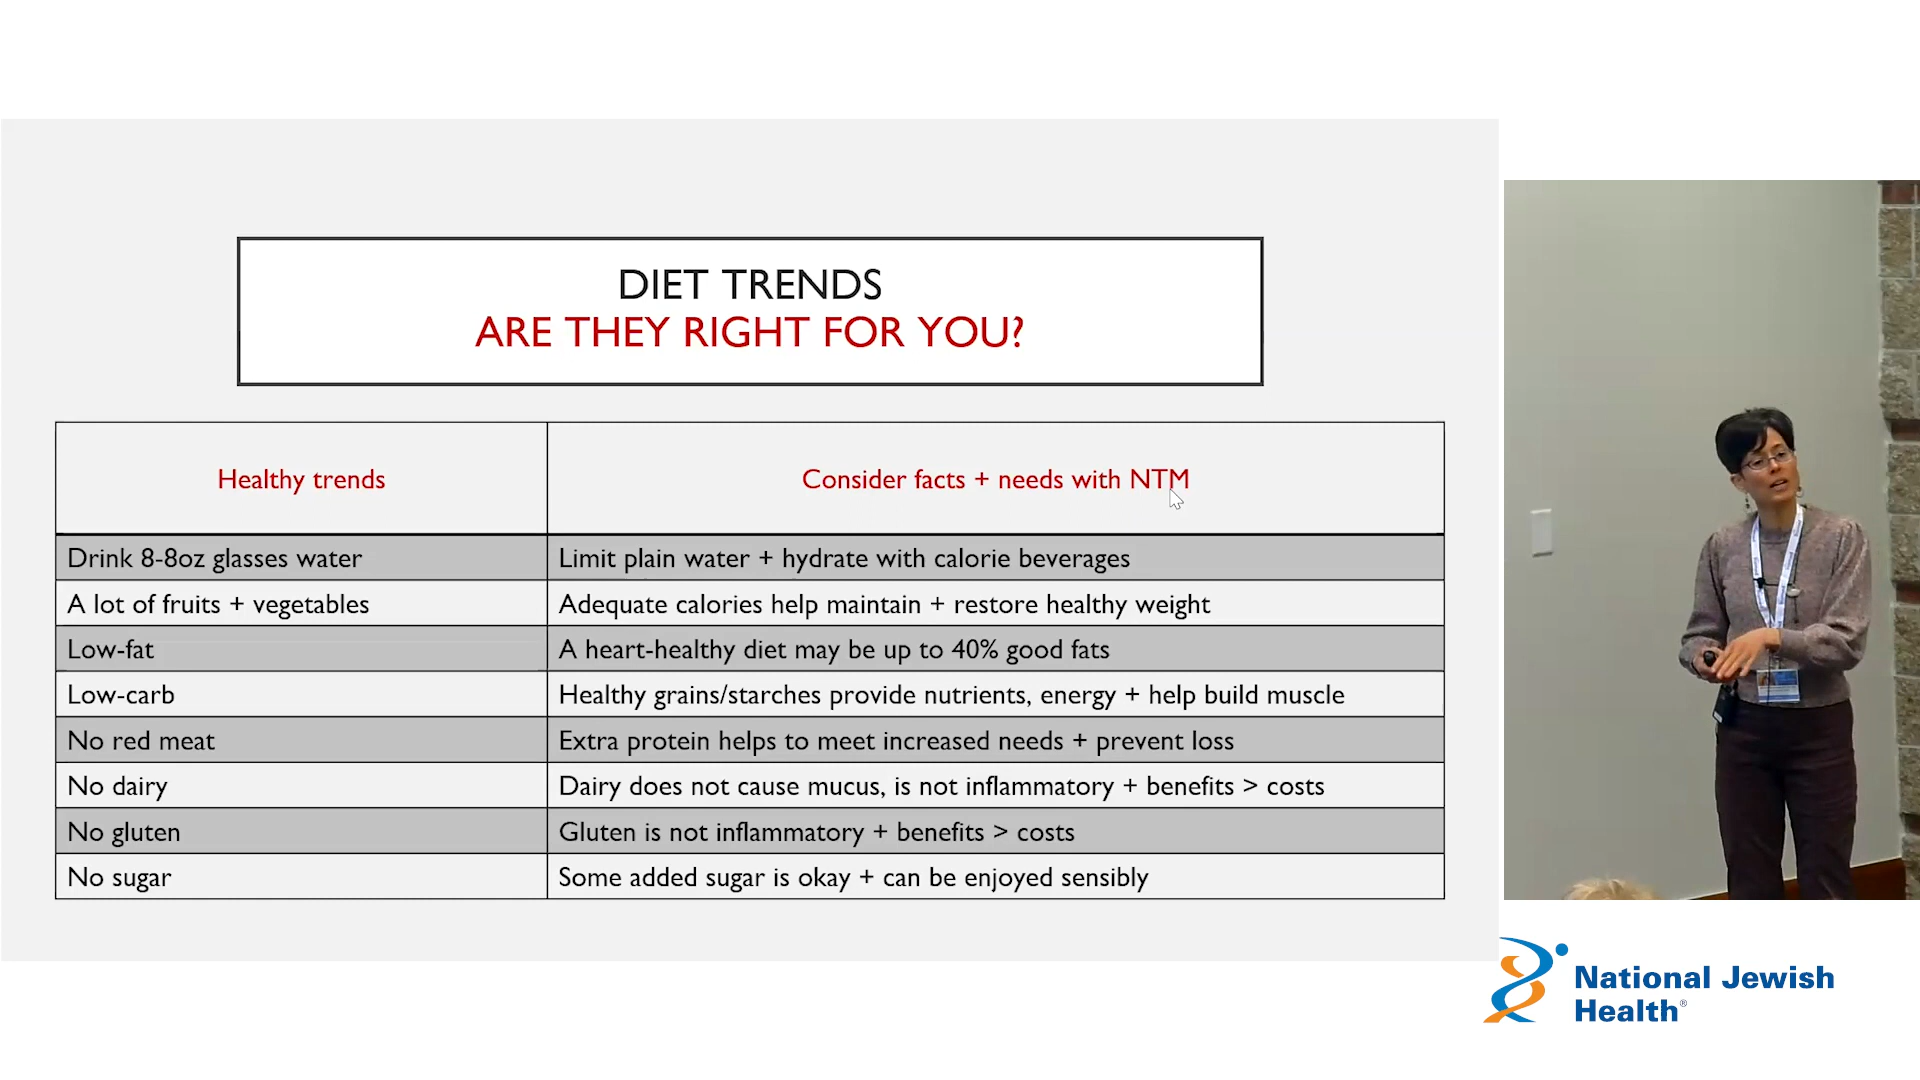 DIET TRENDS
ARE THEY RIGHT FOR YOU?
Healthy trends
Consider facts + needs with NTM
Drink 8-8oz glasses water
Limit plain water + hydrate with calorie beverages
A lot of fruits + vegetables
Adequate calories help maintain + restore healthy weight
Low-fat
A heart-healthy diet may be up to 40% good fats
Low-carb
Healthy grains/starches provide nutrients, energy + help build muscle
No red meat
Extra protein helps to meet increased needs + prevent loss
No dairy
Dairy does not cause mucus, is not inflammatory + benefits > costs
No gluten
Gluten is not inflammatory + benefits > costs
No sugar
Some added sugar is okay + can be enjoyed sensibly
National Jewish
Health®